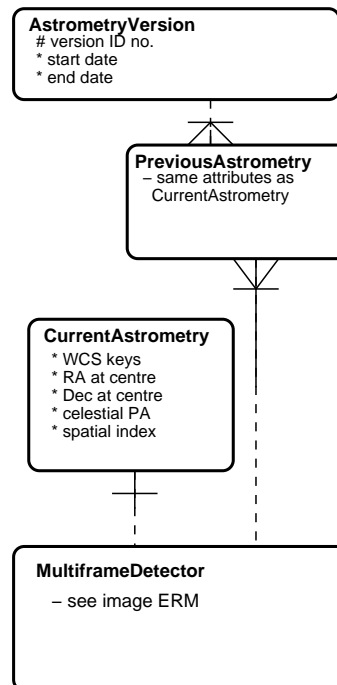 AstrometryVersion
# version ID no.
* start date
* end date
PreviousAstrometry
– same attributes as
CurrentAstrometry
CurrentAstrometry
* WCS keys
* RA at centre
* Dec at centre
* celestial PA
* spatial index
MultiframeDetector
– see image ERM